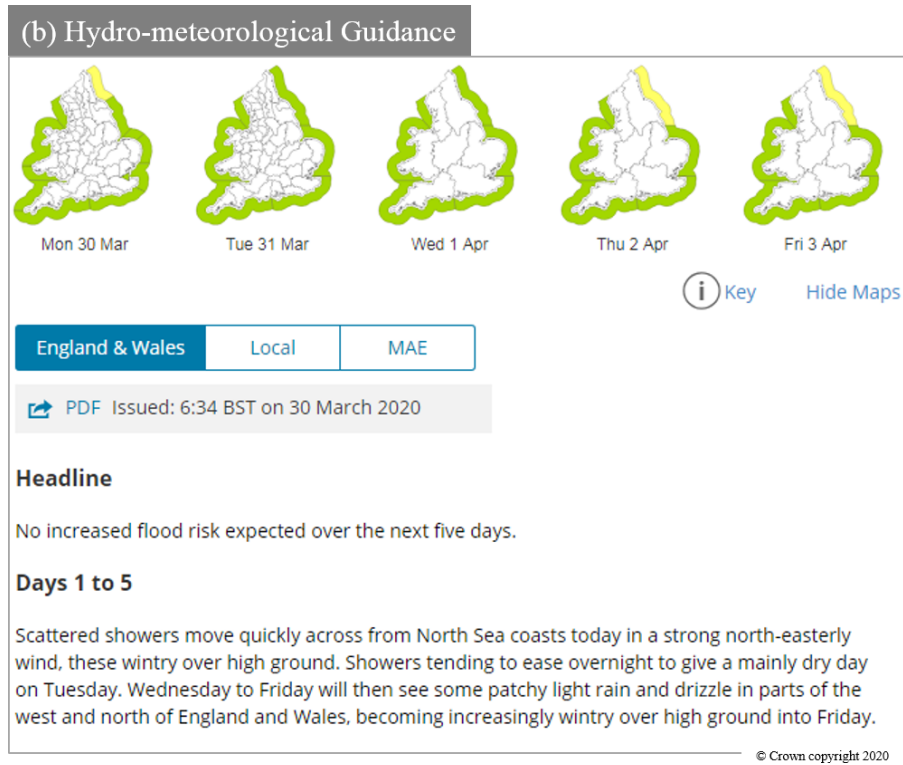 (b) Hydro-meteorological Guidance
Mon 30 Mar Tue 31 Mar Wed 1 Apr Thu 2 Apr Fri 3 Apr
i Key Hide Maps
England & Wales Local MAE
PDF Issued: 6:34 BST on 30 March 2020
Headline
No increased flood risk expected over the next five days.
Days 1 to 5
Scattered showers move quickly across from North Sea coasts today in a strong north-easterly
wind, these wintry over high ground. Showers tending to ease overnight to give a mainly dry day
on Tuesday. Wednesday to Friday will then see some patchy light rain and drizzle in parts of the
west and north of England and Wales, becoming increasingly wintry over high ground into Friday.
© Crown copyright 2020